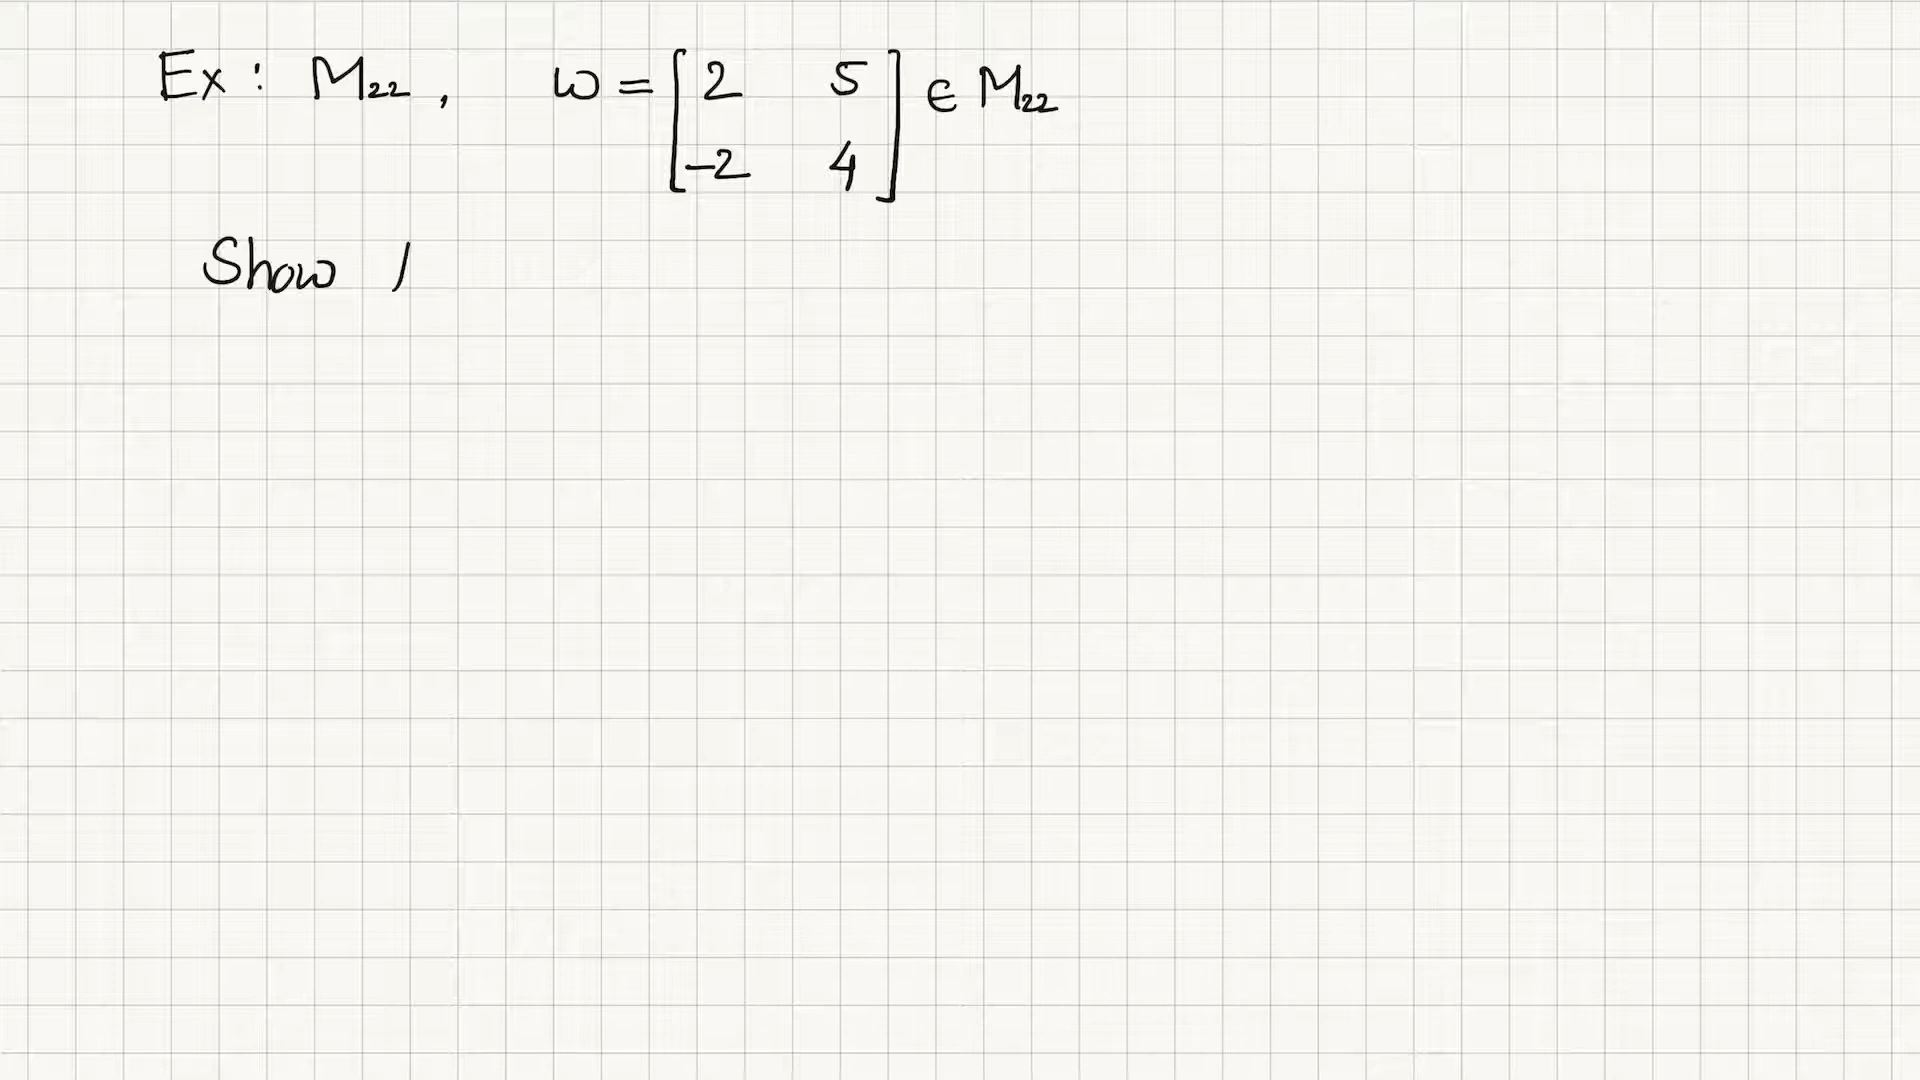 Ex: M₂₂, w = [2 5] ∈ M₂₂
[-2 4]
Show